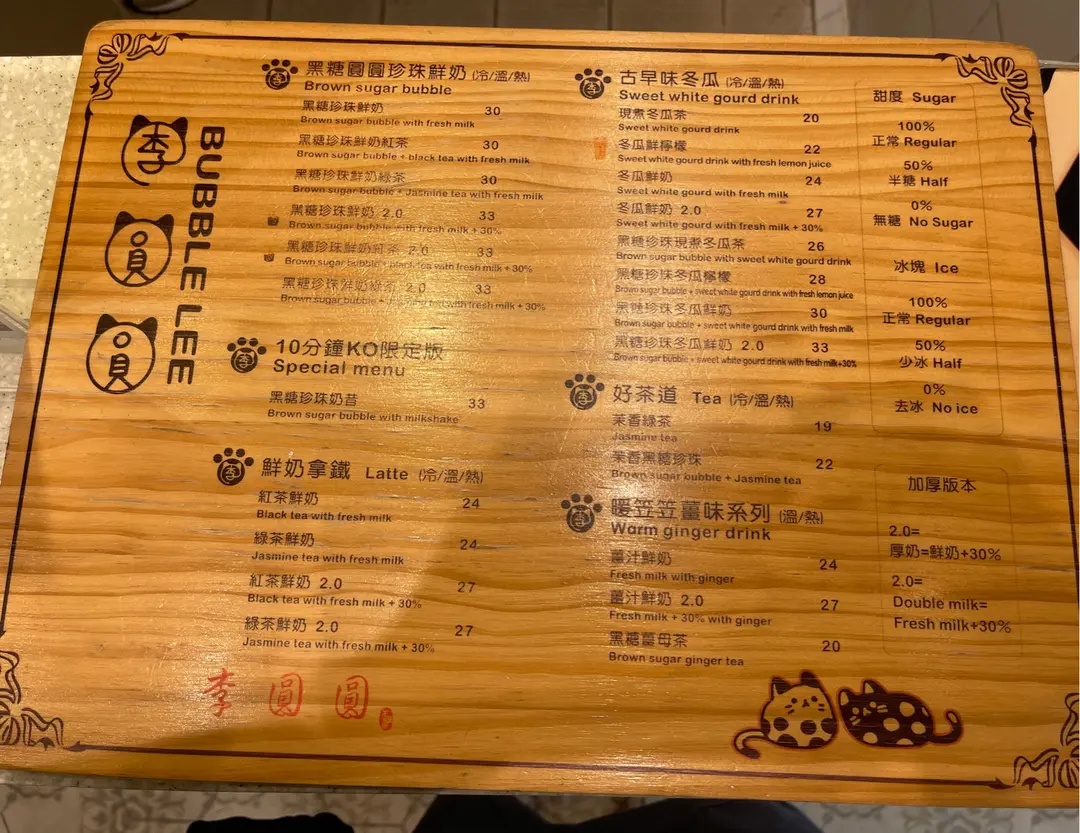 李圓圓
BUBBLE LEE
黑糖圓圓珍珠鮮奶 (冷/溫/熱)
Brown sugar bubble
黑糖珍珠鮮奶 30
Brown sugar bubble with fresh milk
黑糖珍珠鮮奶紅茶 30
Brown sugar bubble + black tea with fresh milk
黑糖珍珠鮮奶綠茶 30
Brown sugar bubble + Jasmine tea with fresh milk
黑糖珍珠鮮奶 2.0 33
Brown sugar bubble with fresh milk + 30%
黑糖珍珠鮮奶紅茶 2.0 33
Brown sugar bubble + black tea with fresh milk + 30%
黑糖珍珠鮮奶綠茶 2.0 33
Brown sugar bubble + Jasmine tea with fresh milk + 30%
10分鐘KO限定版
Special menu
黑糖珍珠奶昔 33
Brown sugar bubble with milkshake
鮮奶拿鐵 Latte (冷/溫/熱)
紅茶鮮奶 24
Black tea with fresh milk
綠茶鮮奶 24
Jasmine tea with fresh milk
紅茶鮮奶 2.0 27
Black tea with fresh milk + 30%
綠茶鮮奶 2.0 27
Jasmine tea with fresh milk + 30%
李圓圓
古早味冬瓜 (冷/溫/熱)
Sweet white gourd drink
現煮冬瓜茶 20
Sweet white gourd drink
冬瓜鮮檸檬 22
Sweet white gourd drink with fresh lemon juice
冬瓜鮮奶 24
Sweet white gourd drink with fresh milk
冬瓜鮮奶 2.0 27
Sweet white gourd drink with fresh milk + 30%
黑糖珍珠現煮冬瓜茶 26
Brown sugar bubble with sweet white gourd drink
黑糖珍珠冬瓜檸檬 28
Brown sugar bubble + sweet white gourd drink with fresh lemon juice
黑糖珍珠冬瓜鮮奶 30
Brown sugar bubble + sweet white gourd drink with fresh milk
黑糖珍珠冬瓜鮮奶 2.0 33
Brown sugar bubble + sweet white gourd drink with fresh milk+30%
好茶道 Tea (冷/溫/熱)
茉香綠茶 19
Jasmine tea
茉香黑糖珍珠 22
Brown sugar bubble + Jasmine tea
暖笠笠薑味系列 (溫/熱)
Warm ginger drink
薑汁鮮奶 24
Fresh milk with ginger
薑汁鮮奶 2.0 27
Fresh milk + 30% with ginger
黑糖薑母茶 20
Brown sugar ginger tea
甜度 Sugar
100%
正常 Regular
50%
半糖 Half
0%
無糖 No Sugar
冰塊 Ice
100%
正常 Regular
50%
少冰 Half
0%
去冰 No ice
加厚版本
2.0=
厚奶=鮮奶+30%
2.0=
Double milk=
Fresh milk+30%